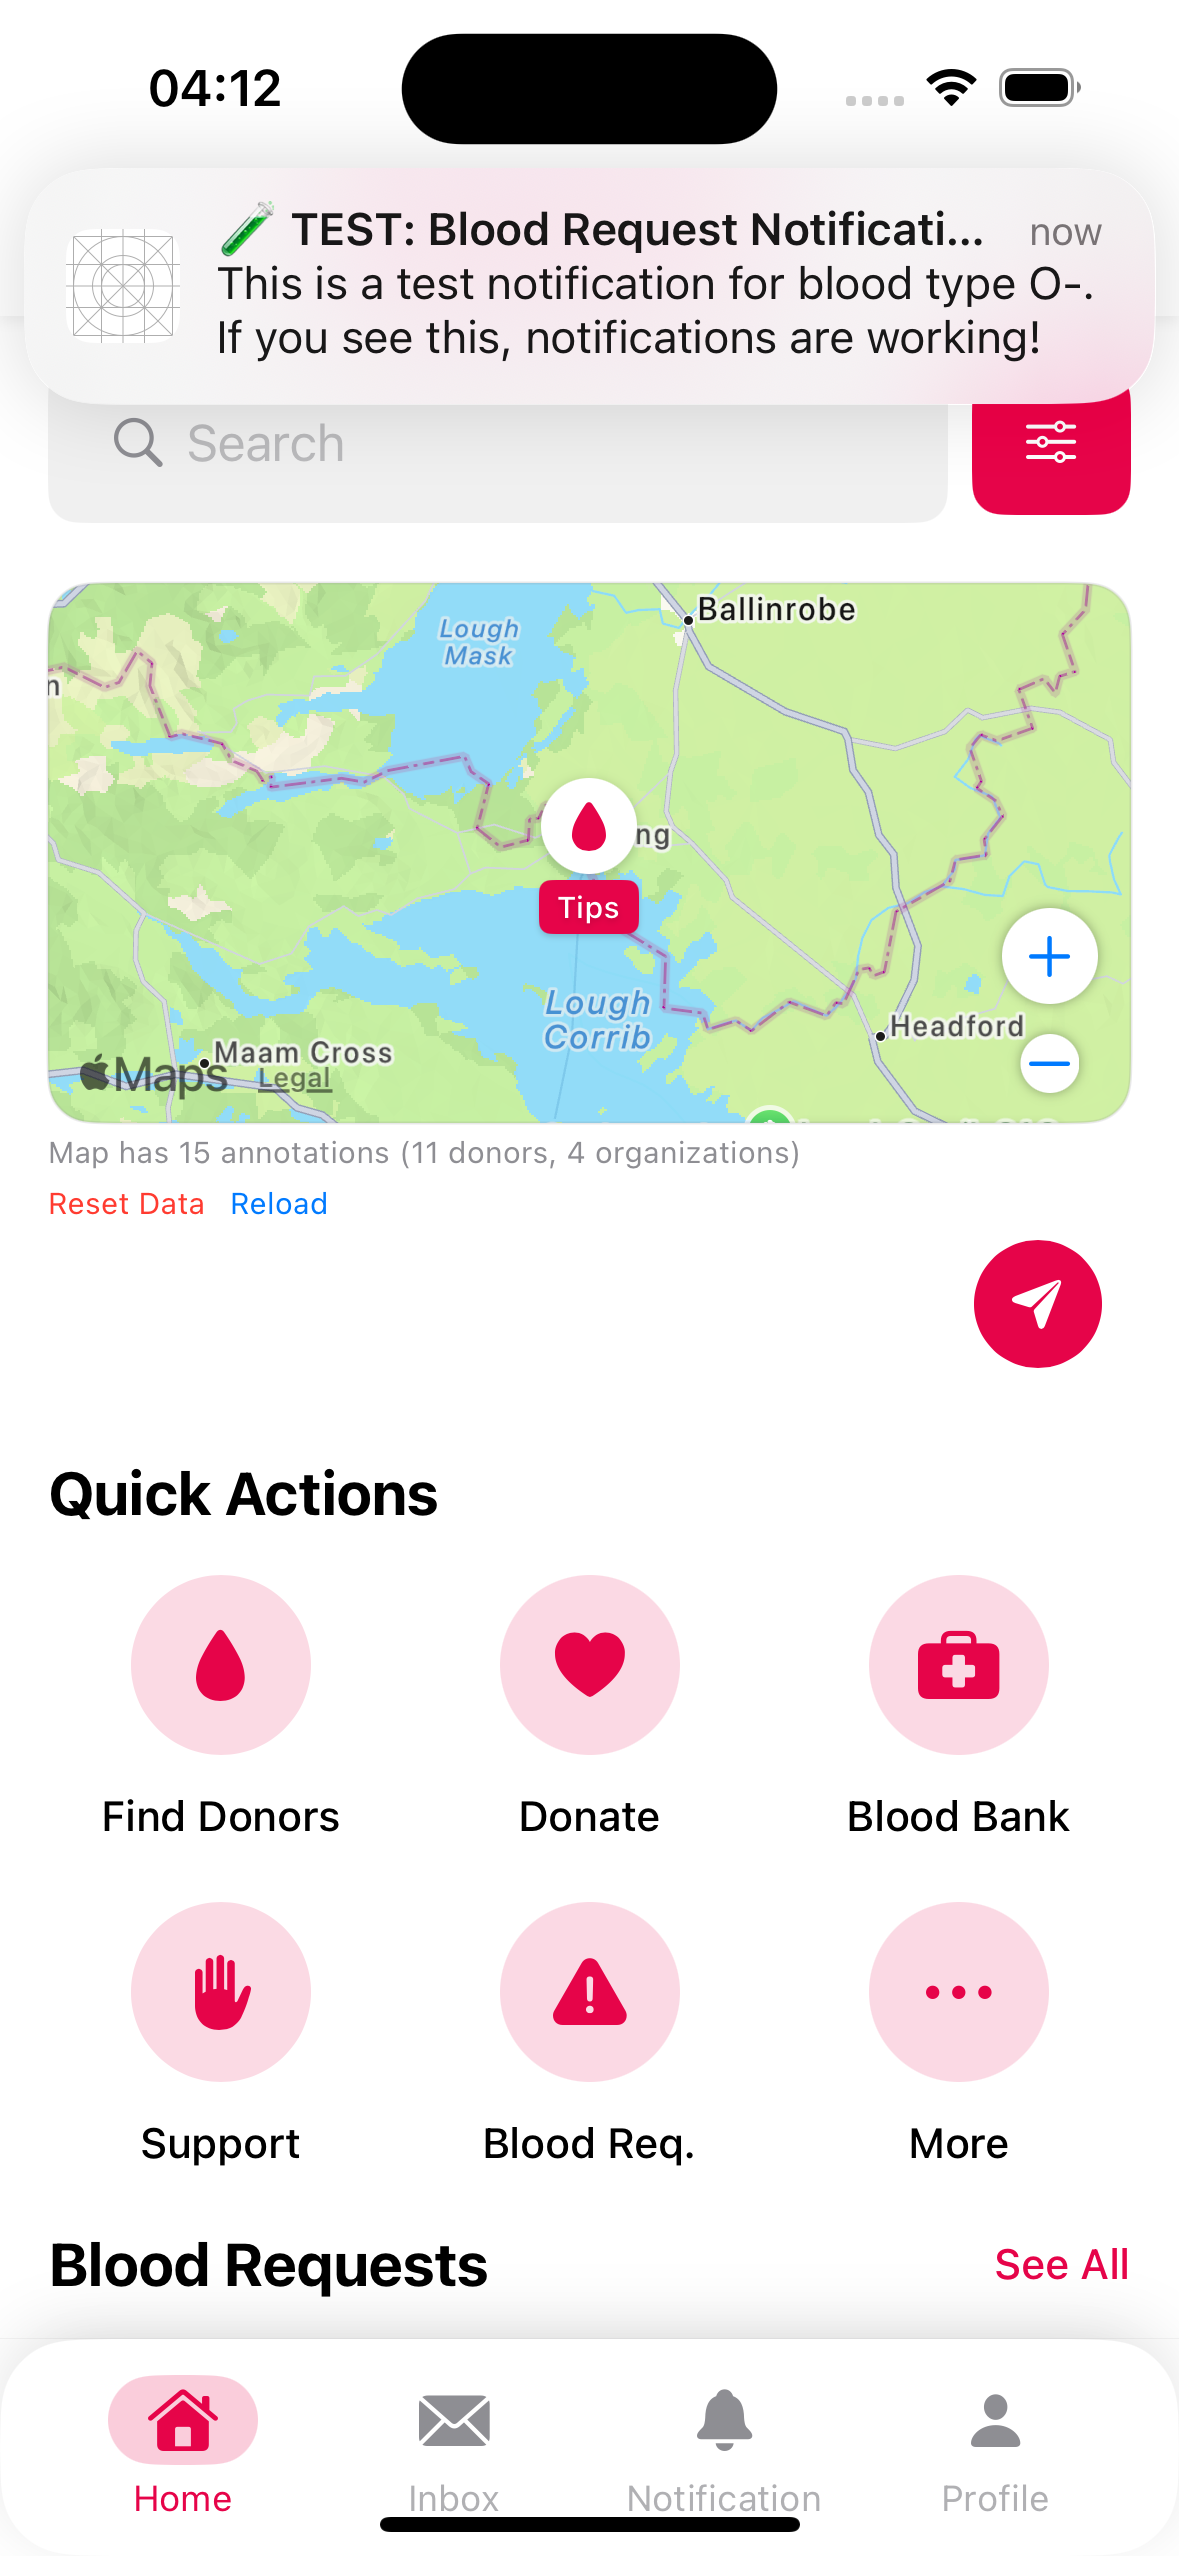 04:12
🧪 TEST: Blood Request Notificati...
now
This is a test notification for blood type O-.
If you see this, notifications are working!
Search
Ballinrobe
Lough
Mask
n
ng
Tips
Lough
Corrib
Headford
Maam Cross
Maps
Legal
Map has 15 annotations (11 donors, 4 organizations)
Reset Data Reload
Quick Actions
Find Donors
Donate
Blood Bank
Support
Blood Req.
More
Blood Requests
See All
Home
Inbox
Notification
Profile